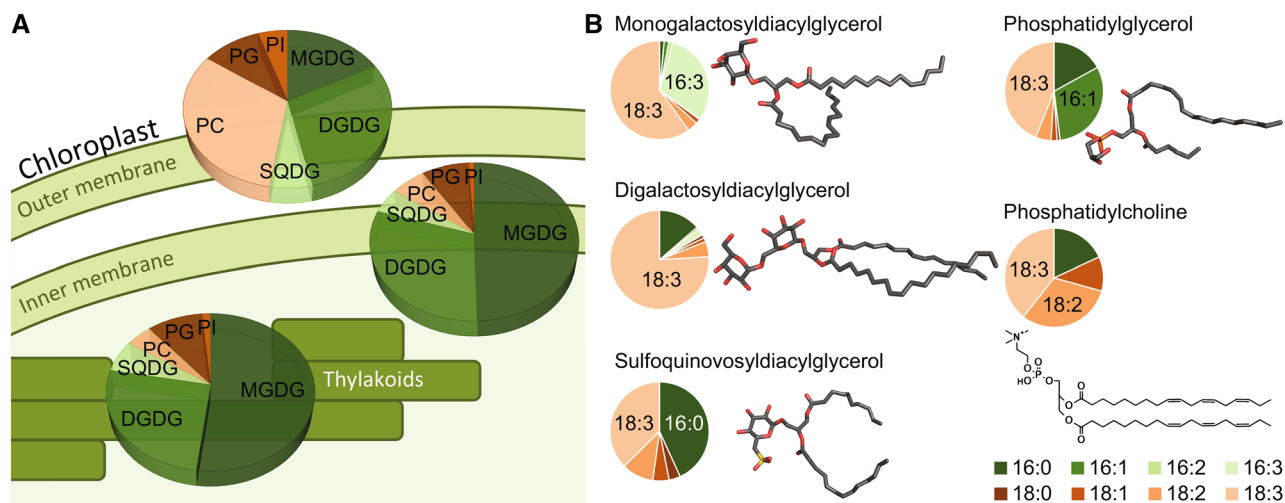 A
Chloroplast
Outer membrane
Inner membrane
PG
PI
MGDG
PC
DGDG
SQDG
PG
PI
PC
SQDG
MGDG
DGDG
PG
PI
PC
SQDG
MGDG
DGDG
Thylakoids
B
Monogalactosyldiacylglycerol
16:3
18:3
Digalactosyldiacylglycerol
18:3
Sulfoquinovosyldiacylglycerol
18:3
16:0
Phosphatidylglycerol
18:3
16:1
Phosphatidylcholine
18:3
18:2
N+
O
O
HO
P
O
O
O
O
O
16:0 16:1 16:2 16:3
18:0 18:1 18:2 18:3